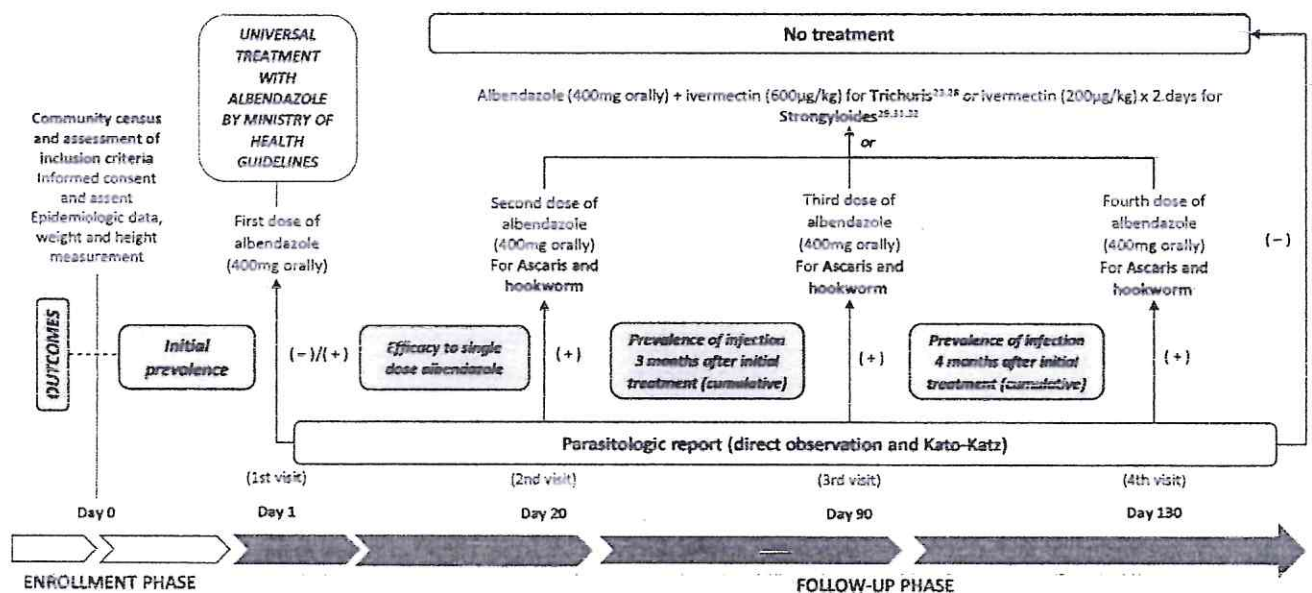 UNIVERSAL
TREATMENT
WITH
ALBENDAZOLE
BY MINISTRY OF
HEALTH
GUIDELINES
No treatment
Albendazole (400mg orally) + ivermectin (600µg/kg) for Trichuris23,28 or ivermectin (200µg/kg) x 2 days for
Strongyloides29,31,32
or
Community census
and assessment of
inclusion criteria
Informed consent
and assent
Epidemiologic data,
weight and height
measurement
First dose of
albendazole
(400mg orally)
Second dose of
albendazole
(400mg orally)
For Ascaris and
hookworm
Third dose of
albendazole
(400mg orally)
For Ascaris and
hookworm
Fourth dose of
albendazole
(400mg orally)
For Ascaris and
hookworm
(−)
OUTCOMES
Initial
prevalence
(−)/(+)
Efficacy to single
dose albendazole
(+)
Prevalence of infection
3 months after initial
treatment (cumulative)
(+)
Prevalence of infection
4 months after initial
treatment (cumulative)
(+)
Parasitologic report (direct observation and Kato-Katz)
(1st visit)
(2nd visit)
(3rd visit)
(4th visit)
Day 0
Day 1
Day 20
Day 90
Day 130
ENROLLMENT PHASE
FOLLOW-UP PHASE